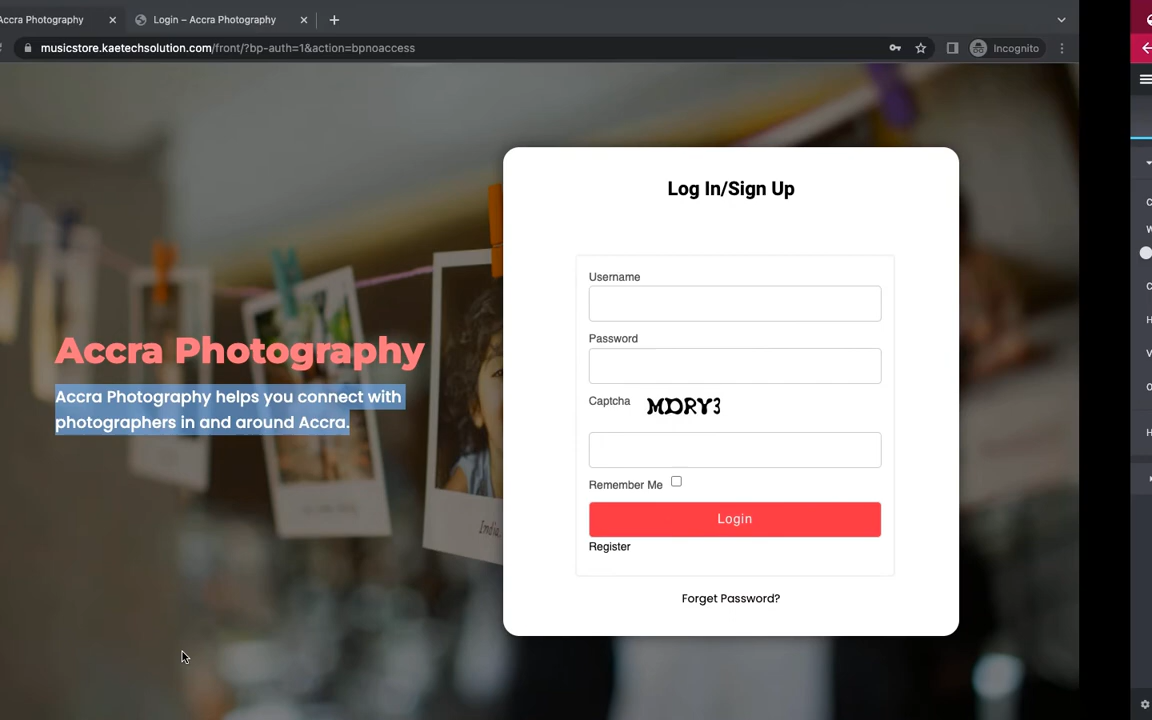 Accra Photography
Login – Accra Photography
musicstore.kaetechsolution.com/front/?bp-auth=1&action=bpnoaccess
Incognito
Log In/Sign Up
Username
Password
Captcha MDRY3
Remember Me
Login
Register
Forget Password?
Accra Photography
Accra Photography helps you connect with
photographers in and around Accra.